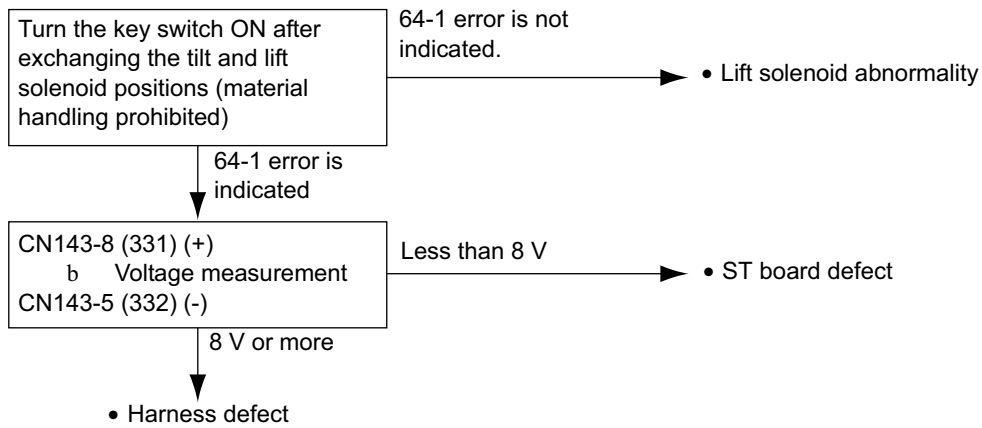 Turn the key switch ON after
exchanging the tilt and lift
solenoid positions (material
handling prohibited)
64-1 error is not
indicated.
• Lift solenoid abnormality
64-1 error is
indicated
CN143-8 (331) (+)
b Voltage measurement
CN143-5 (332) (-)
Less than 8 V
• ST board defect
8 V or more
• Harness defect